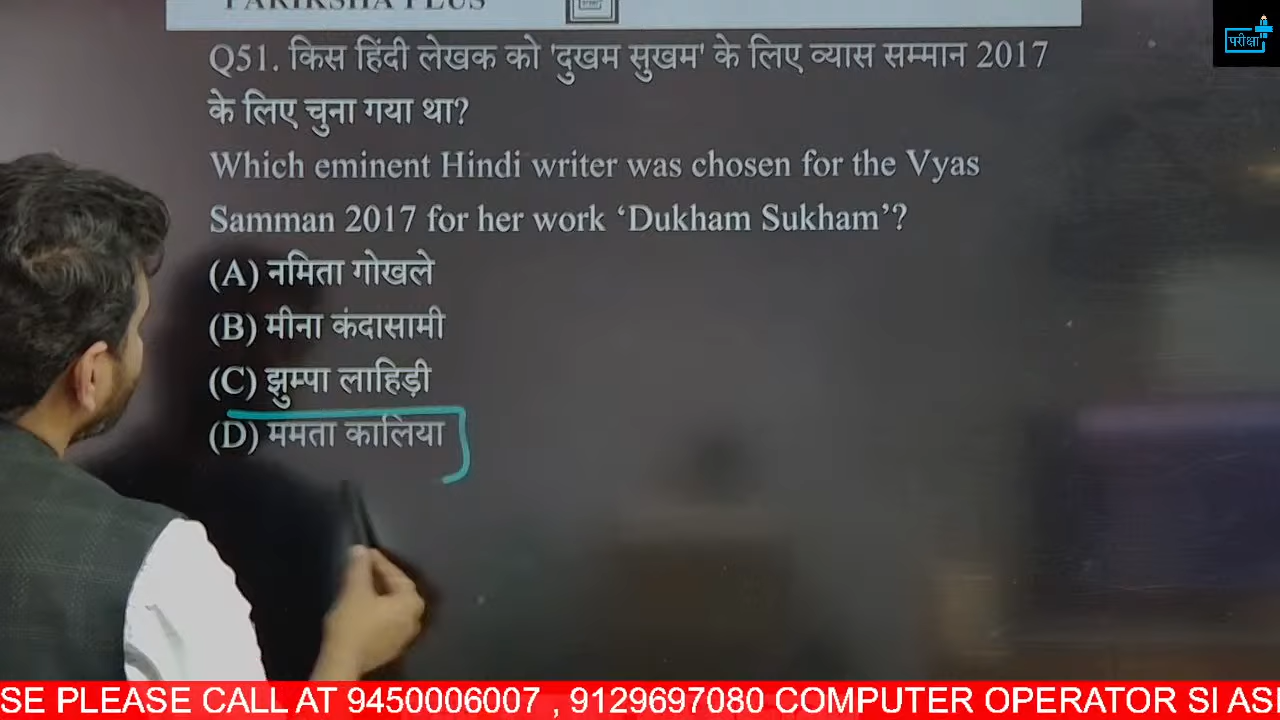 PARIKSHA PLUS
परीक्षा
Q51. किस हिंदी लेखक को 'दुखम सुखम' के लिए व्यास सम्मान 2017
के लिए चुना गया था?
Which eminent Hindi writer was chosen for the Vyas
Samman 2017 for her work ‘Dukham Sukham’?
(A) नमिता गोखले
(B) मीना कंदासामी
(C) झुम्पा लाहिड़ी
(D) ममता कालिया
SE PLEASE CALL AT 9450006007 , 9129697080 COMPUTER OPERATOR SI ASI